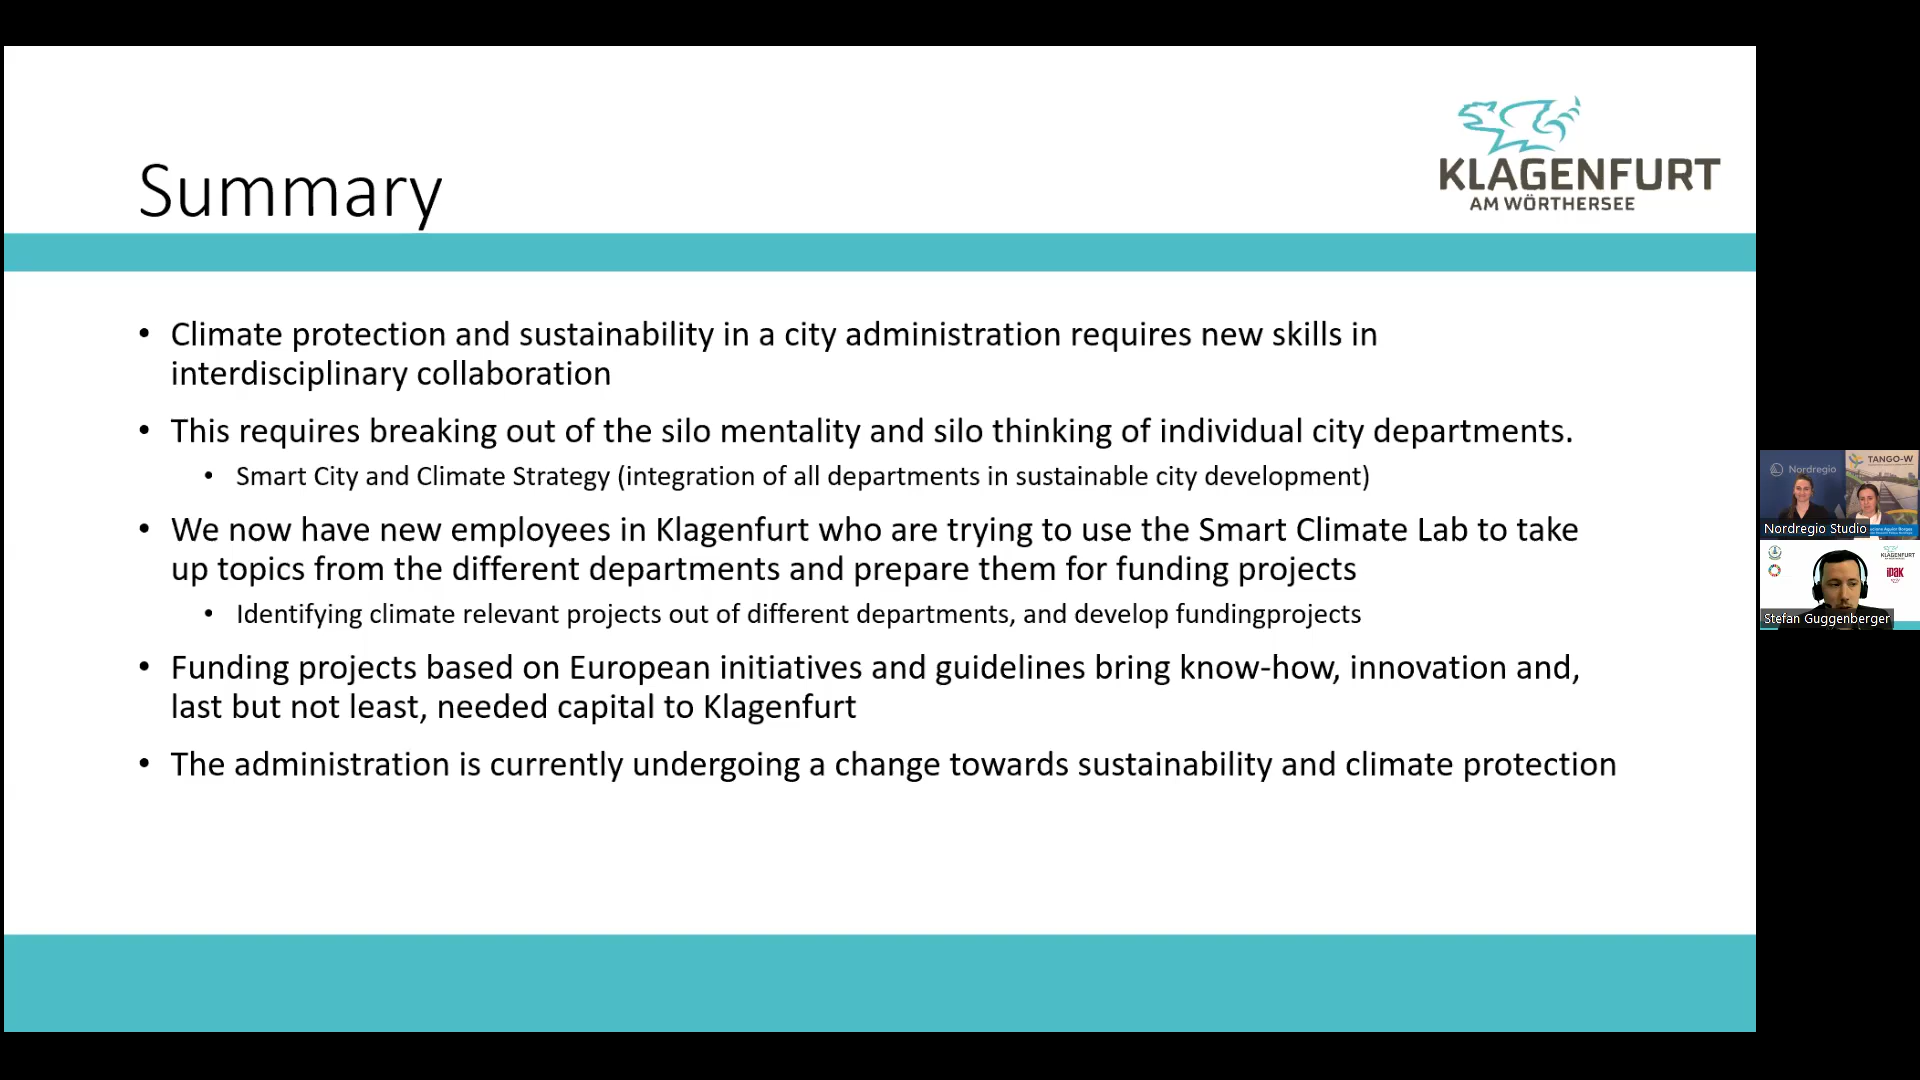 KLAGENFURT
AM WÖRTHERSEE
Summary
• Climate protection and sustainability in a city administration requires new skills in
interdisciplinary collaboration
• This requires breaking out of the silo mentality and silo thinking of individual city departments.
• Smart City and Climate Strategy (integration of all departments in sustainable city development)
• We now have new employees in Klagenfurt who are trying to use the Smart Climate Lab to take
up topics from the different departments and prepare them for funding projects
• Identifying climate relevant projects out of different departments, and develop fundingprojects
• Funding projects based on European initiatives and guidelines bring know-how, innovation and,
last but not least, needed capital to Klagenfurt
• The administration is currently undergoing a change towards sustainability and climate protection
Nordregio
TANGO-W
Nordregio Studio
KLAGENFURT
ipak
Stefan Guggenberger